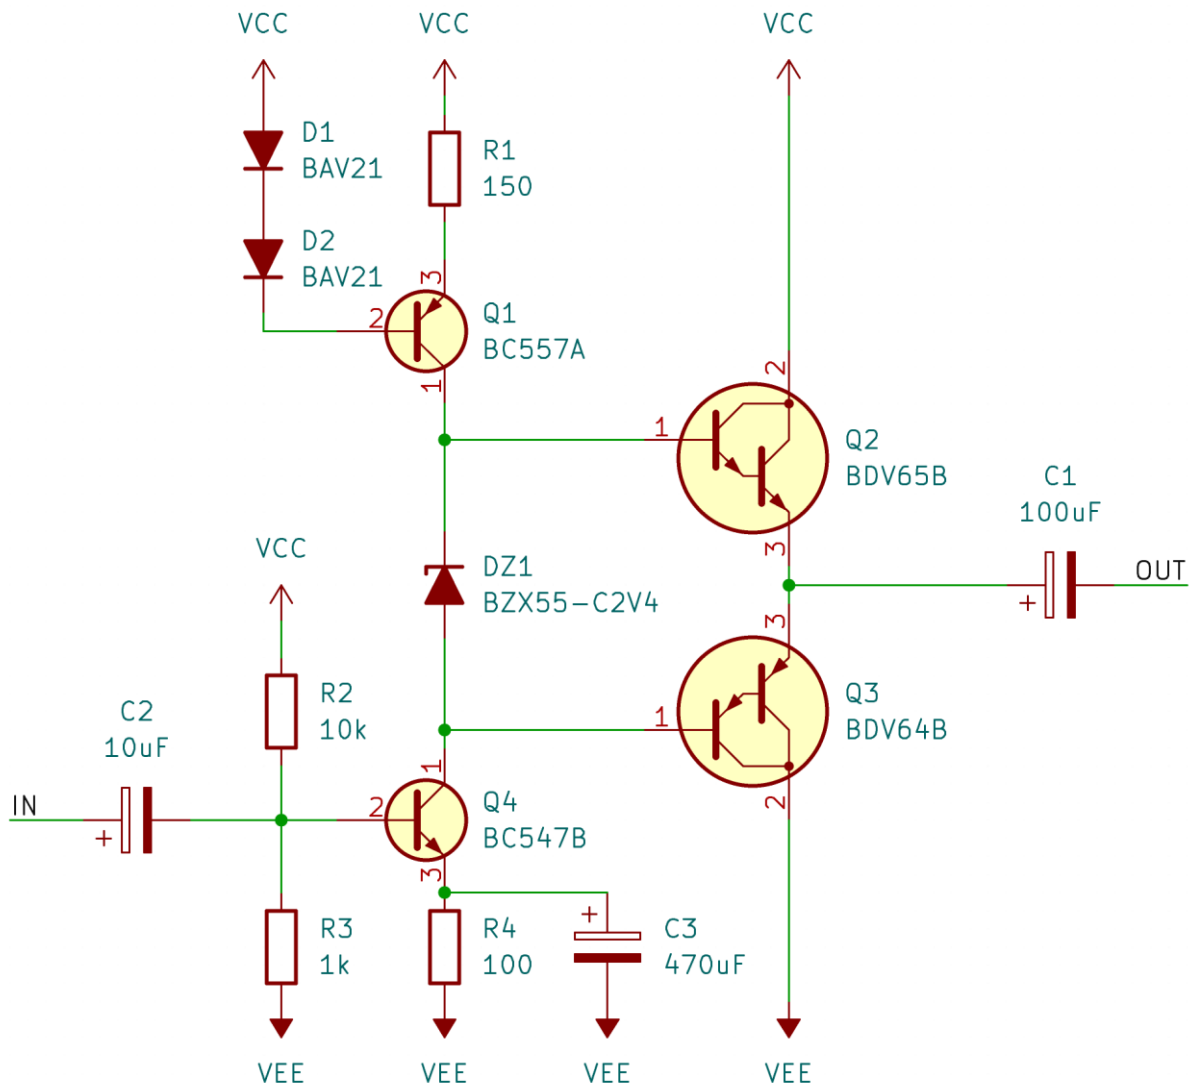 VCC
VCC
VCC
D1
BAV21
R1
150
D2
BAV21
3
2
Q1
BC557A
1
2
1
Q2
BDV65B
3
C1
100uF
+
OUT
VCC
DZ1
BZX55-C2V4
3
R2
10k
1
Q3
BDV64B
2
C2
10uF
+
IN
1
2
Q4
BC547B
3
R3
1k
R4
100
+
C3
470uF
VEE
VEE
VEE
VEE